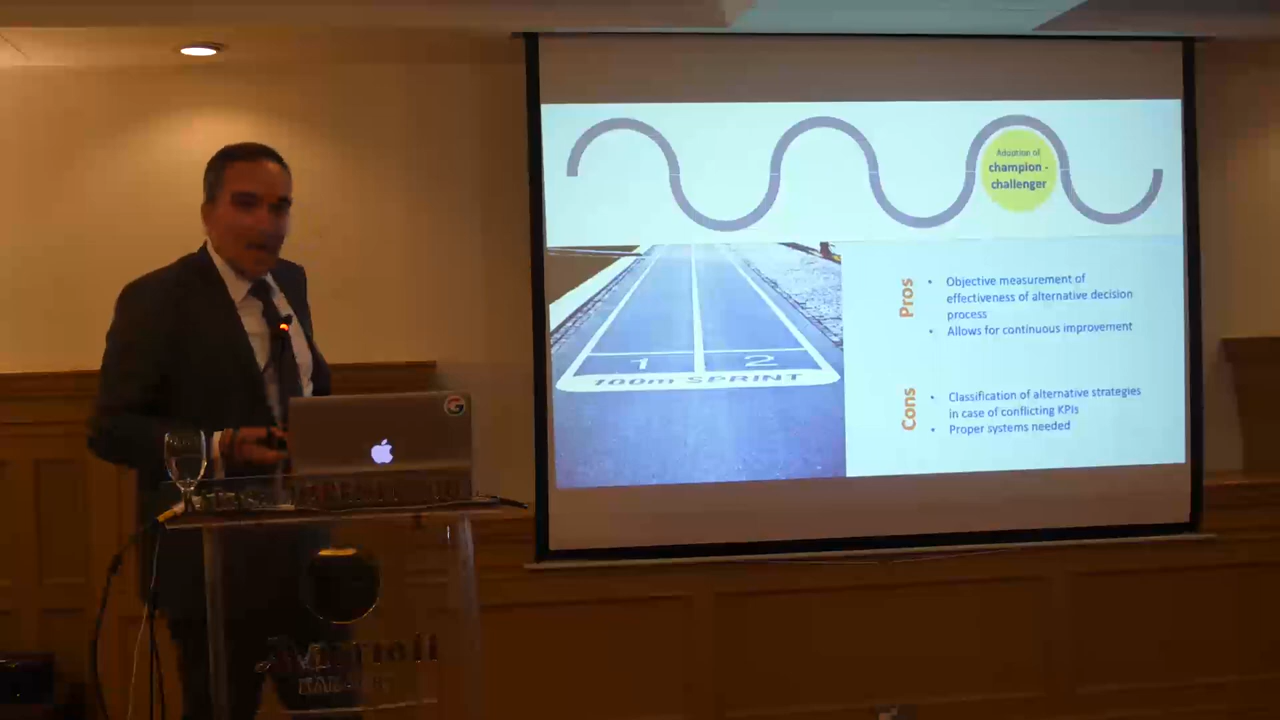 Adoption of
champion -
challenger
Pros
• Objective measurement of
effectiveness of alternative decision
process
• Allows for continuous improvement
Cons
• Classification of alternative strategies
in case of conflicting KPIs
• Proper systems needed
1 2
100m SPRINT
G